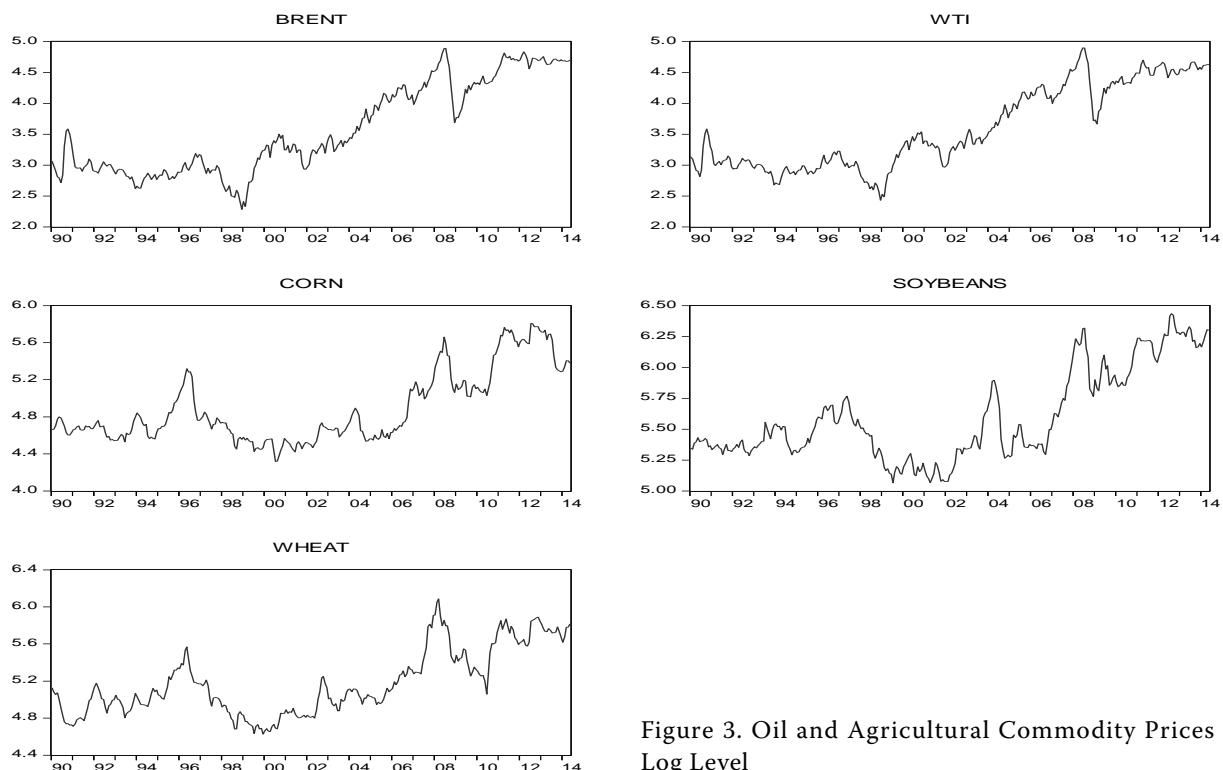 BRENT
5.0
4.5
4.0
3.5
3.0
2.5
2.0
90 92 94 96 98 00 02 04 06 08 10 12 14
WTI
5.0
4.5
4.0
3.5
3.0
2.5
2.0
90 92 94 96 98 00 02 04 06 08 10 12 14
CORN
6.0
5.6
5.2
4.8
4.4
4.0
90 92 94 96 98 00 02 04 06 08 10 12 14
SOYBEANS
6.50
6.25
6.00
5.75
5.50
5.25
5.00
90 92 94 96 98 00 02 04 06 08 10 12 14
WHEAT
6.4
6.0
5.6
5.2
4.8
4.4
90 92 94 96 98 00 02 04 06 08 10 12 14
Figure 3. Oil and Agricultural Commodity Prices
Log Level